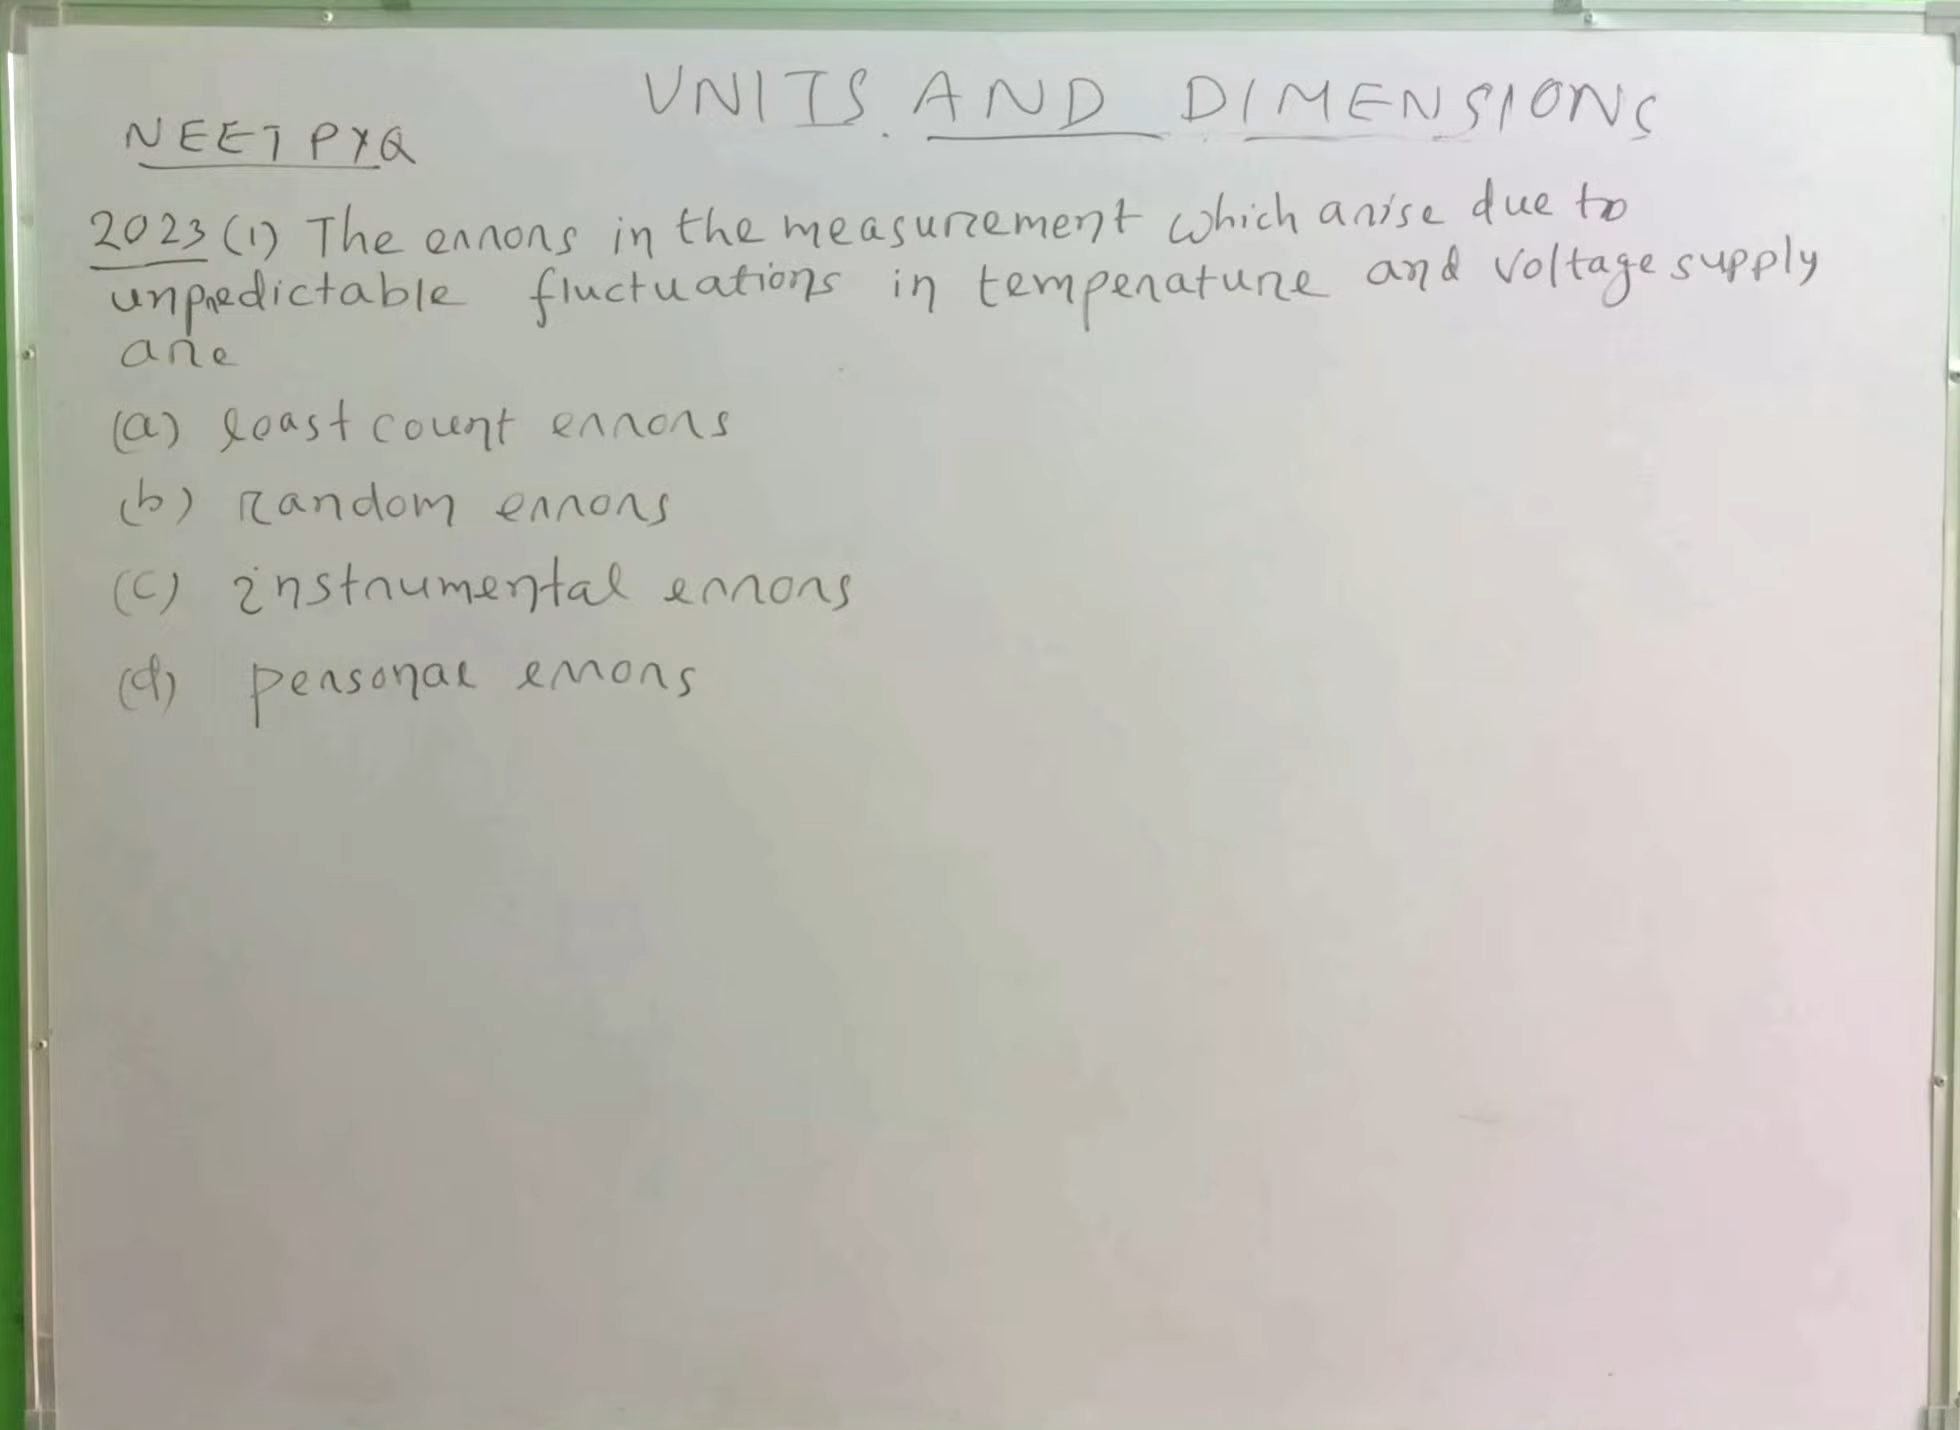 UNITS AND DIMENSIONS
NEET PYQ
2023 (1) The errors in the measurement which arise due to
unpredictable fluctuations in temperature and voltage supply
are
(a) least count errors
(b) random errors
(c) instrumental errors
(d) personal errors